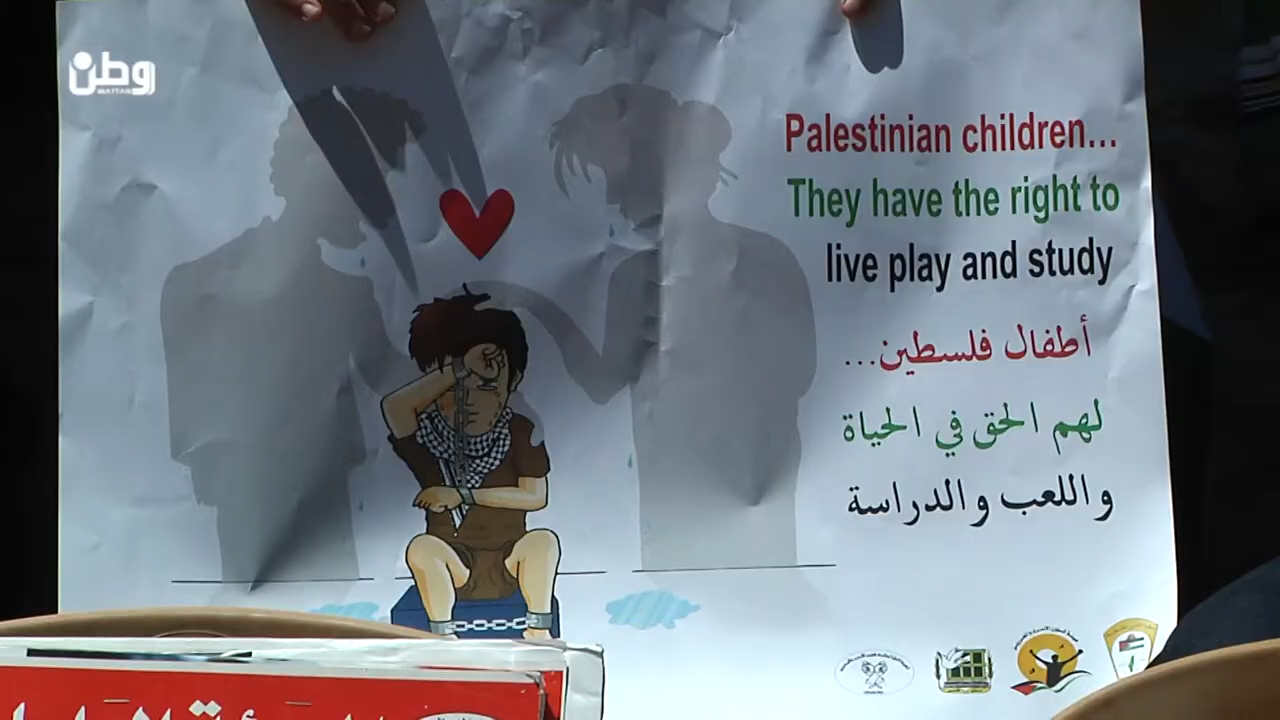 وطن
WATTAN
Palestinian children...
They have the right to
live play and study
أطفال فلسطين...
لهم الحق في الحياة
واللعب والدراسة